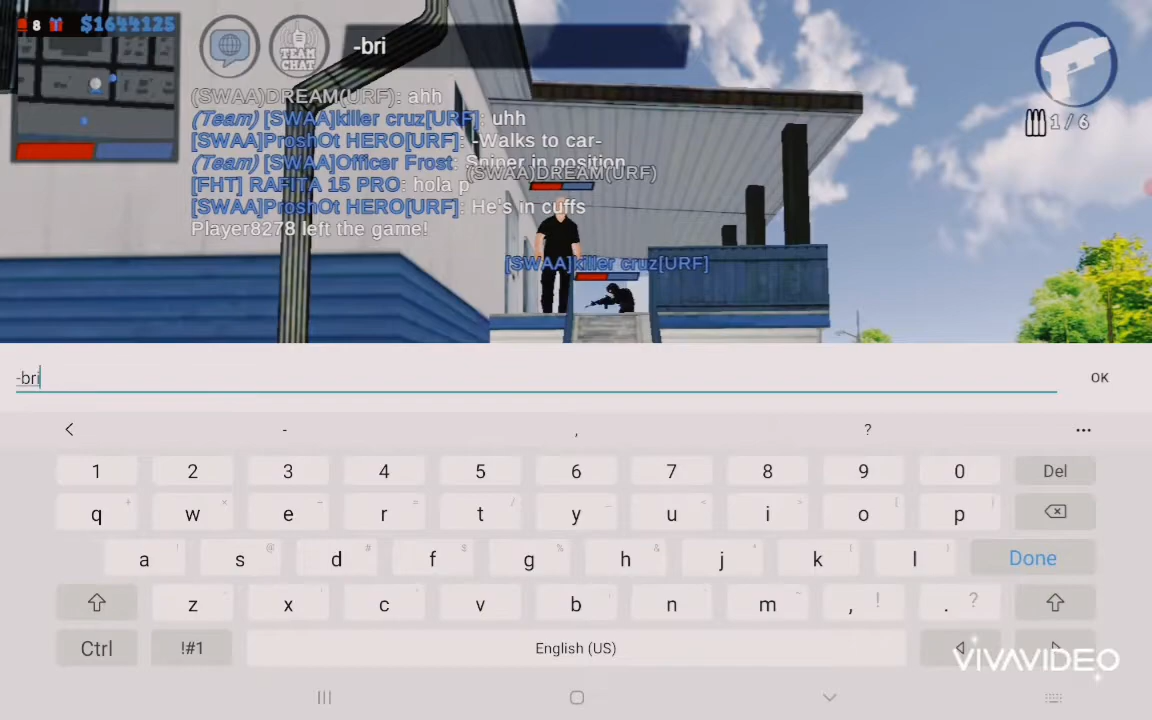 8 $1644125
TEAM CHAT
-bri
(SWAA)DREAM(URF): ahh
(Team) [SWAA]killer cruz[URF]: uhh
[SWAA]ProshOt HERO[URF]: -Walks to car-
(Team) [SWAA]Officer Frost: Sniper in position
[FHT] RAFITA 15 PRO: hola p
[SWAA]ProshOt HERO[URF]: He's in cuffs
Player8278 left the game!
(SWAA)DREAM(URF)
[SWAA]killer cruz[URF]
1 / 6
-bri
OK
- , ? ...
1 2 3 4 5 6 7 8 9 0 Del
q w e r t y u i o p
a s d f g h j k l Done
z x c v b n m , ! . ?
Ctrl !#1 English (US)
VIVAVIDEO